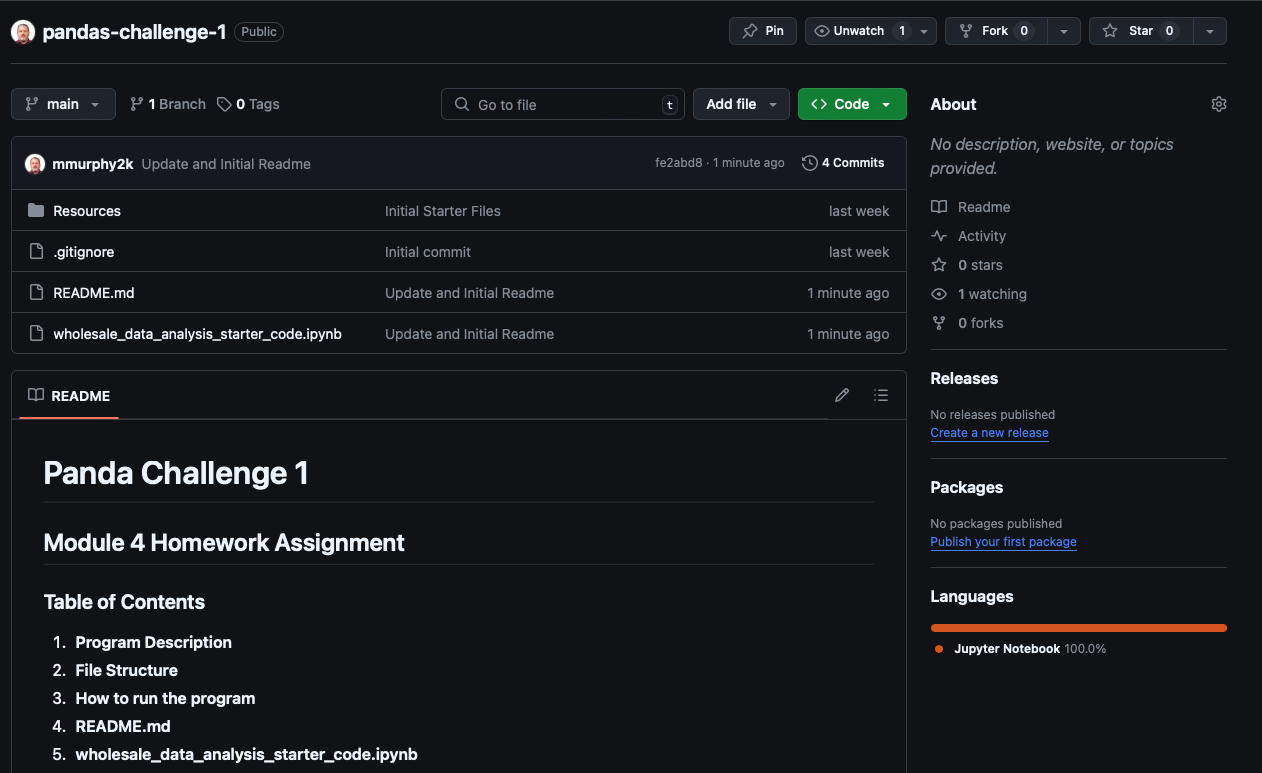 pandas-challenge-1 Public Pin Unwatch 1 Fork 0 Star 0
main 1 Branch 0 Tags Go to file t Add file Code
mmurphy2k Update and Initial Readme fe2abd8 · 1 minute ago 4 Commits
Resources Initial Starter Files last week
.gitignore Initial commit last week
README.md Update and Initial Readme 1 minute ago
wholesale_data_analysis_starter_code.ipynb Update and Initial Readme 1 minute ago
README
Panda Challenge 1
Module 4 Homework Assignment
Table of Contents
1. Program Description
2. File Structure
3. How to run the program
4. README.md
5. wholesale_data_analysis_starter_code.ipynb
About
No description, website, or topics
provided.
Readme
Activity
0 stars
1 watching
0 forks
Releases
No releases published
Create a new release
Packages
No packages published
Publish your first package
Languages
Jupyter Notebook 100.0%